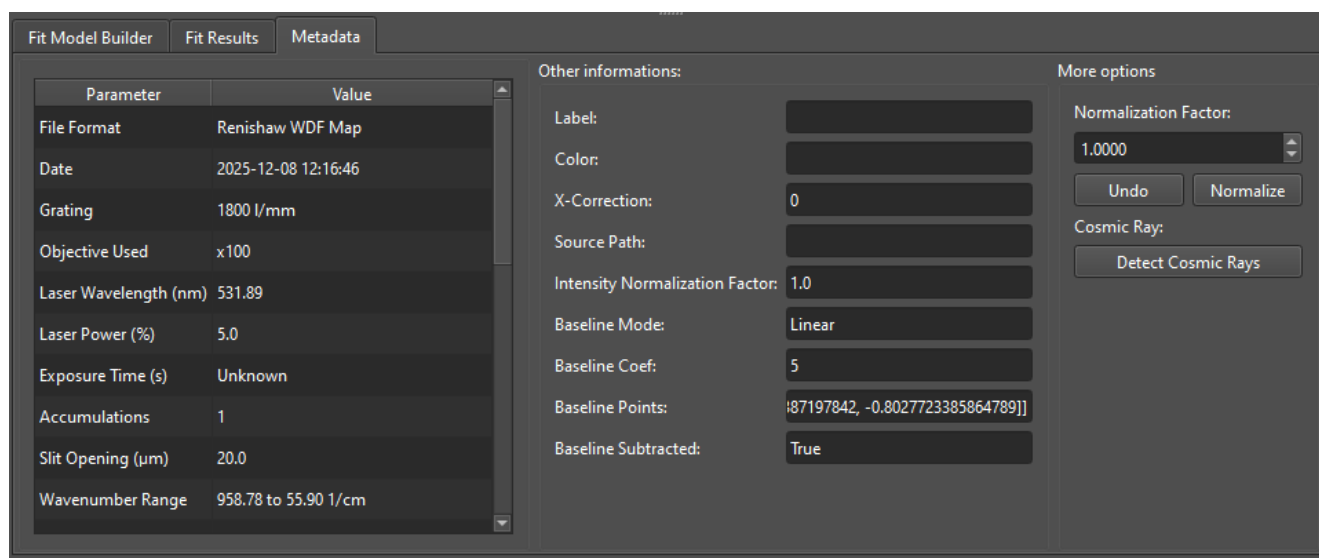 Fit Model Builder Fit Results Metadata
Parameter Value
File Format Renishaw WDF Map
Date 2025-12-08 12:16:46
Grating 1800 l/mm
Objective Used x100
Laser Wavelength (nm) 531.89
Laser Power (%) 5.0
Exposure Time (s) Unknown
Accumulations 1
Slit Opening (µm) 20.0
Wavenumber Range 958.78 to 55.90 1/cm
Other informations:
Label:
Color:
X-Correction: 0
Source Path:
Intensity Normalization Factor: 1.0
Baseline Mode: Linear
Baseline Coef: 5
Baseline Points: 387197842, -0.8027723385864789]]
Baseline Subtracted: True
More options
Normalization Factor:
1.0000
Undo Normalize
Cosmic Ray:
Detect Cosmic Rays